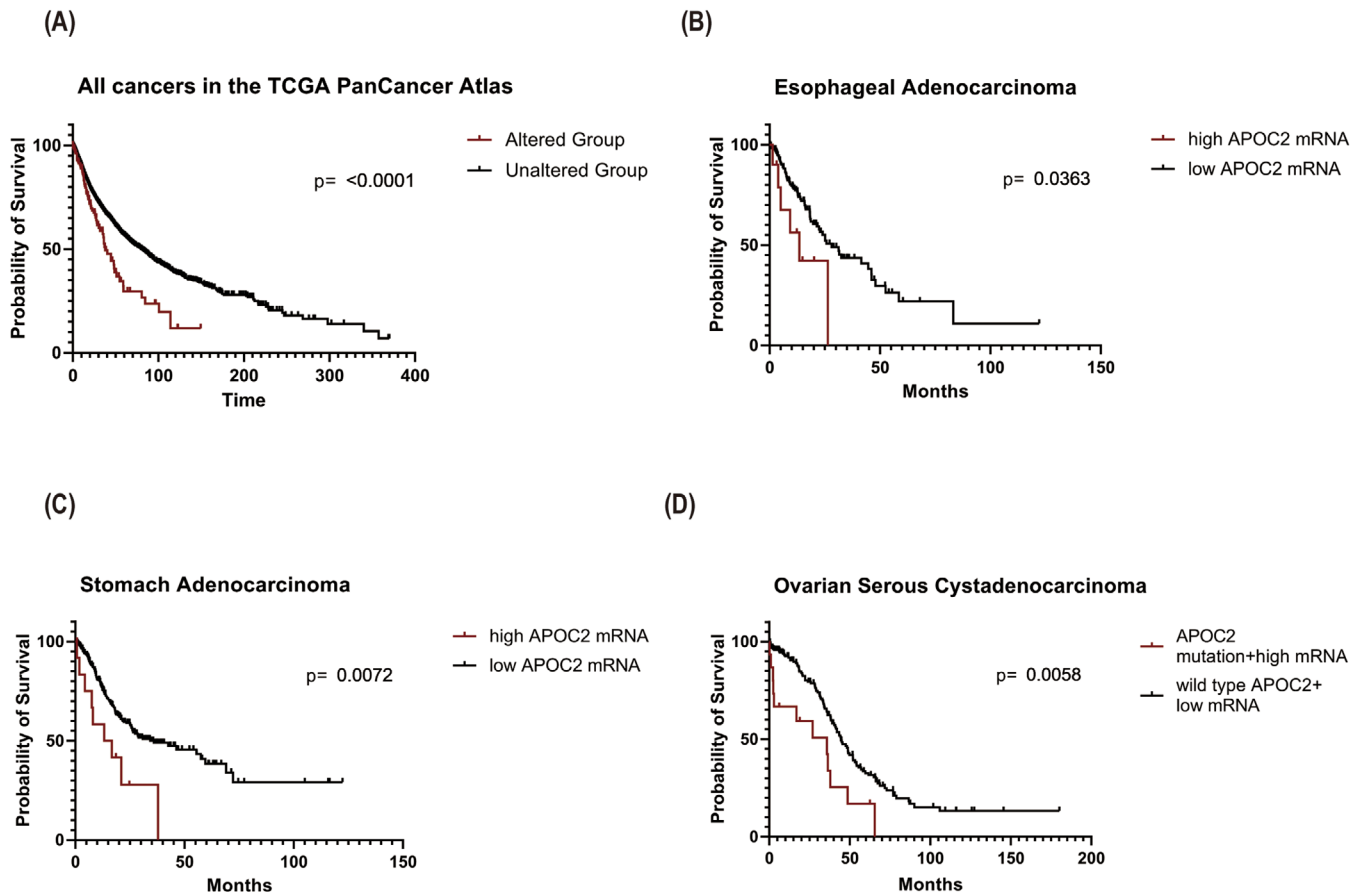 (A)
All cancers in the TCGA PanCancer Atlas
Probability of Survival
100
50
0
0 100 200 300 400
Time
Altered Group
Unaltered Group
p= <0.0001
(B)
Esophageal Adenocarcinoma
Probability of Survival
100
50
0
0 50 100 150
Months
high APOC2 mRNA
low APOC2 mRNA
p= 0.0363
(C)
Stomach Adenocarcinoma
Probability of Survival
100
50
0
0 50 100 150
Months
high APOC2 mRNA
low APOC2 mRNA
p= 0.0072
(D)
Ovarian Serous Cystadenocarcinoma
Probability of Survival
100
50
0
0 50 100 150 200
Months
APOC2
mutation+high mRNA
wild type APOC2+
low mRNA
p= 0.0058